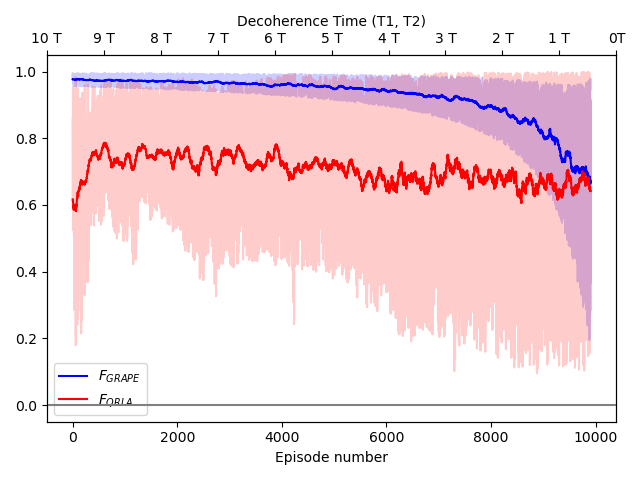 Decoherence Time (T1, T2)
10 T 9 T 8 T 7 T 6 T 5 T 4 T 3 T 2 T 1 T 0T
1.0
0.8
0.6
0.4
0.2
0.0
F_GRAPE
F_QRLA
0 2000 4000 6000 8000 10000
Episode number